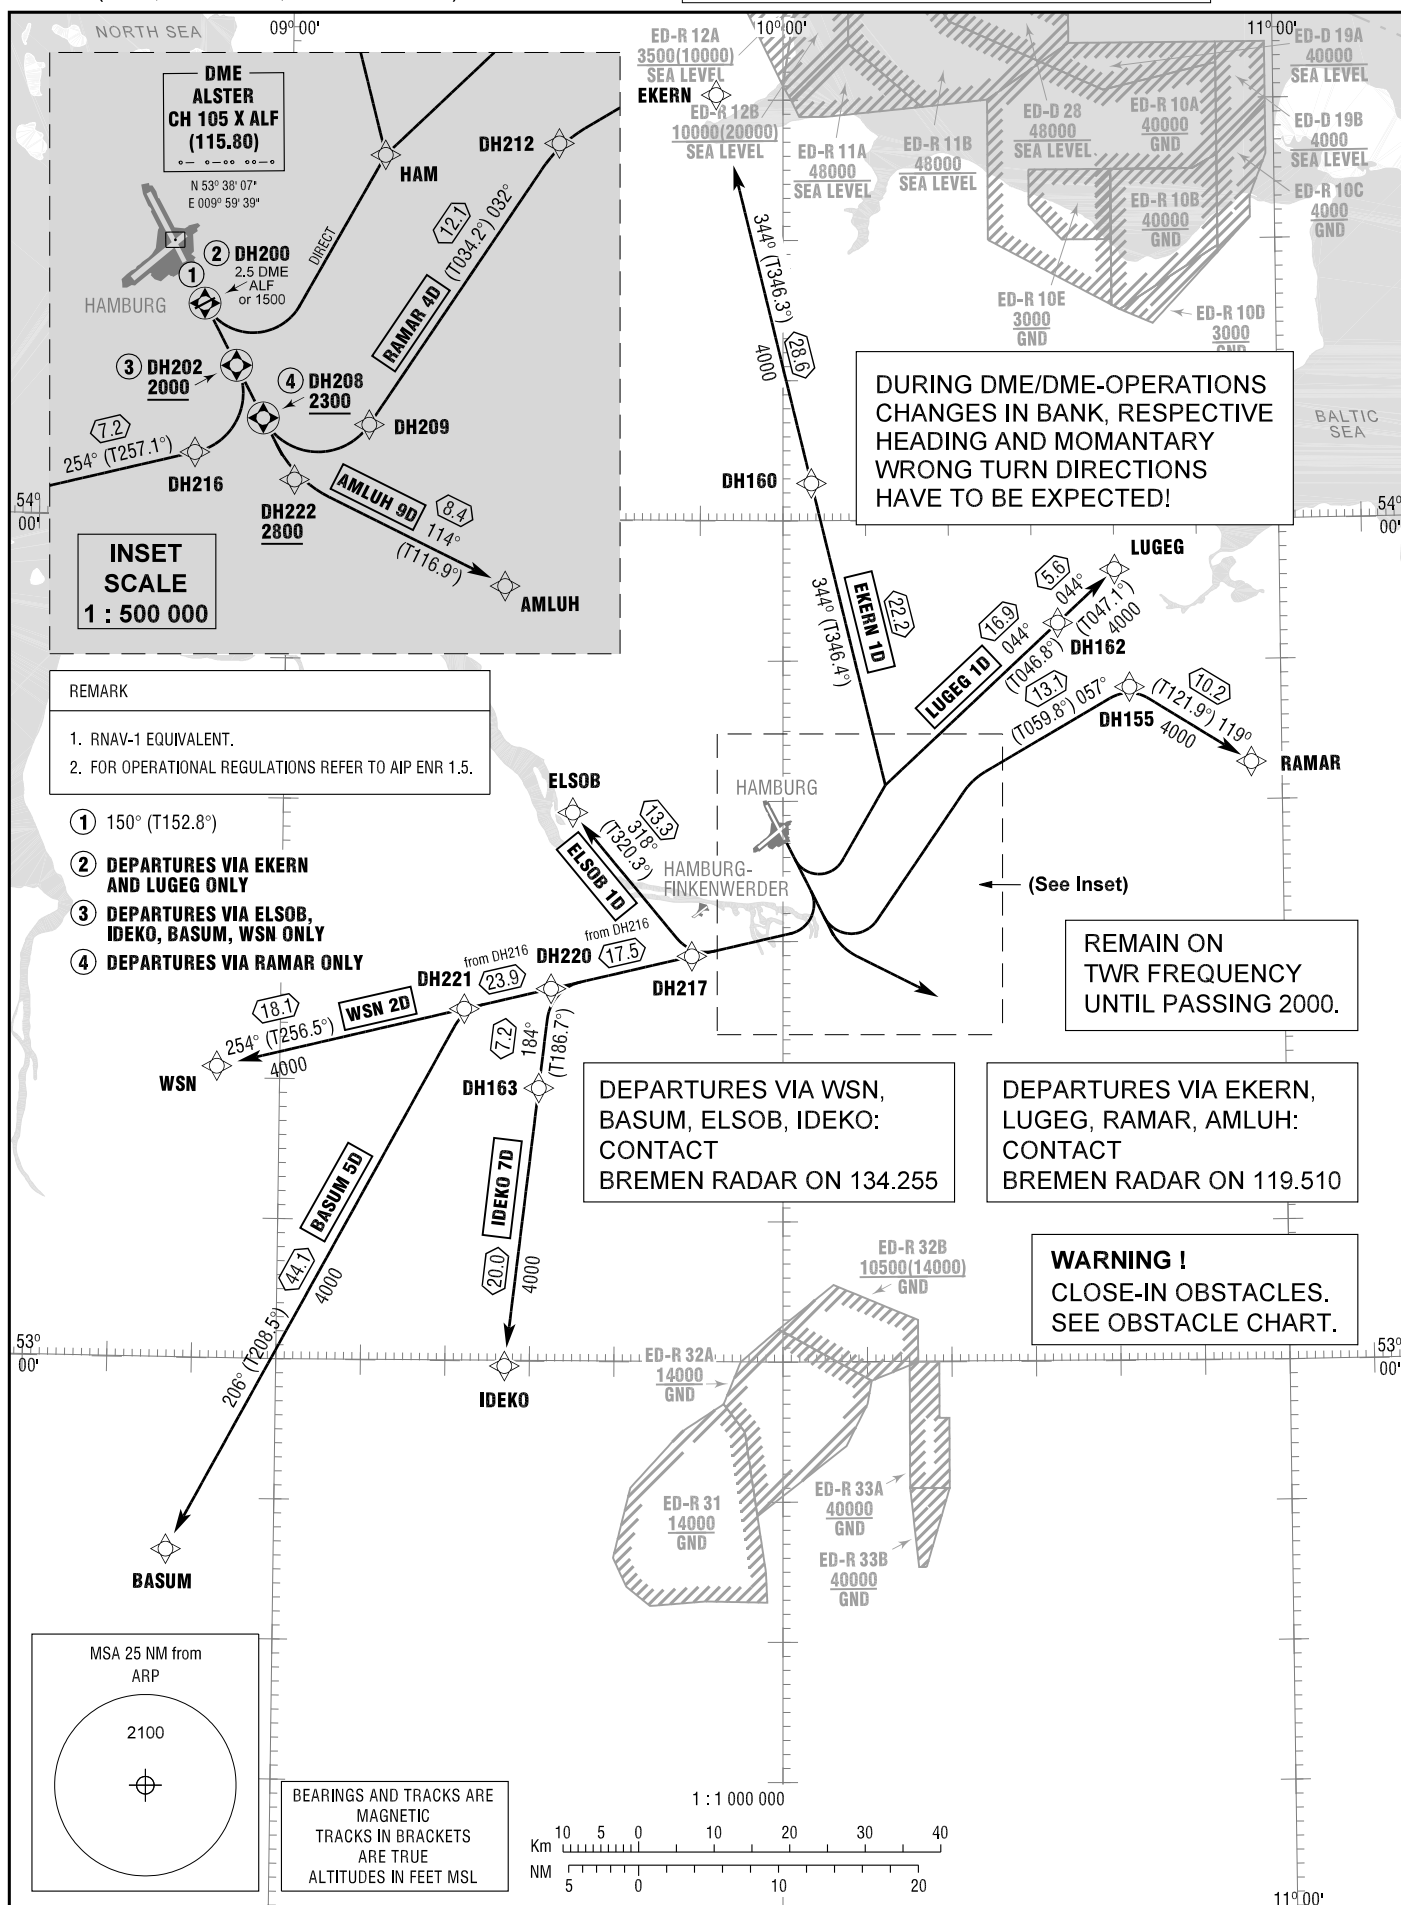 NORTH SEA
09° 00'
10° 00'
11° 00'
DME
ALSTER
CH 105 X ALF
(115.80)
N 53° 38' 07"
E 009° 59' 39"
HAMBURG
1
2 DH200
2.5 DME
ALF
or 1500
DIRECT
HAM
DH212
12.1
(T034.2°) 032°
RAMAR 4D
3 DH202
2000
4 DH208
2300
DH209
7.2
254° (T257.1°)
DH216
DH222
2800
AMLUH 9D
8.4
114°
(T116.9°)
AMLUH
INSET
SCALE
1 : 500 000
54°
00'
ED-R 12A
3500(10000)
SEA LEVEL
EKERN
ED-R 12B
10000(20000)
SEA LEVEL
ED-R 11A
48000
SEA LEVEL
ED-R 11B
48000
SEA LEVEL
ED-D 28
48000
SEA LEVEL
ED-R 10A
40000
GND
ED-D 19A
40000
SEA LEVEL
ED-D 19B
4000
SEA LEVEL
ED-R 10C
4000
GND
ED-R 10B
40000
GND
ED-R 10E
3000
GND
ED-R 10D
3000
GND
344° (T346.3°)
4000
28.6
DURING DME/DME-OPERATIONS
CHANGES IN BANK, RESPECTIVE
HEADING AND MOMANTARY
WRONG TURN DIRECTIONS
HAVE TO BE EXPECTED!
BALTIC
SEA
54°
00'
DH160
344° (T346.4°)
EKERN 1D
22.2
LUGEG
5.6
044°
(T047.1°)
4000
16.9
044°
(T046.8°)
DH162
LUGEG 1D
13.1
(T059.8°) 057°
DH155
10.2
(T121.9°) 119°
4000
RAMAR
REMARK
1. RNAV-1 EQUIVALENT.
2. FOR OPERATIONAL REGULATIONS REFER TO AIP ENR 1.5.
1 150° (T152.8°)
2 DEPARTURES VIA EKERN
AND LUGEG ONLY
3 DEPARTURES VIA ELSOB,
IDEKO, BASUM, WSN ONLY
4 DEPARTURES VIA RAMAR ONLY
ELSOB
13.3
318°
(T320.3°)
ELSOB 1D
HAMBURG
HAMBURG-
FINKENWERDER
(See Inset)
from DH216
17.5
from DH216
23.9
DH220
DH221
DH217
WSN 2D
18.1
254° (T256.5°)
4000
WSN
7.2
184°
(T186.7°)
DH163
REMAIN ON
TWR FREQUENCY
UNTIL PASSING 2000.
DEPARTURES VIA WSN,
BASUM, ELSOB, IDEKO:
CONTACT
BREMEN RADAR ON 134.255
DEPARTURES VIA EKERN,
LUGEG, RAMAR, AMLUH:
CONTACT
BREMEN RADAR ON 119.510
BASUM 5D
44.1
4000
206° (T208.5°)
IDEKO 7D
20.0
4000
IDEKO
WARNING !
CLOSE-IN OBSTACLES.
SEE OBSTACLE CHART.
53°
00'
53°
00'
ED-R 32B
10500(14000)
GND
ED-R 32A
14000
GND
ED-R 31
14000
GND
ED-R 33A
40000
GND
ED-R 33B
40000
GND
BASUM
MSA 25 NM from
ARP
2100
BEARINGS AND TRACKS ARE
MAGNETIC
TRACKS IN BRACKETS
ARE TRUE
ALTITUDES IN FEET MSL
1 : 1 000 000
Km 10 5 0 10 20 30 40
NM 5 0 10 20
11° 00'